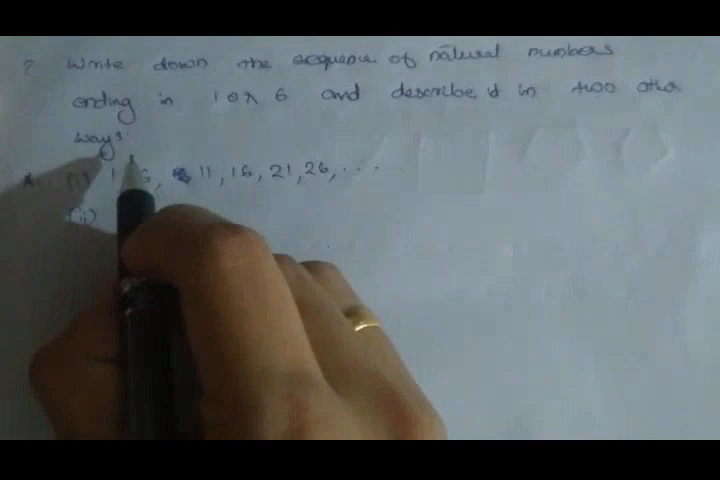 ? Write down the sequence of natural numbers
ending in 1 or 6 and describe it in two other
ways.
(i) 1, 6, 11, 16, 21, 26, ...
(ii)